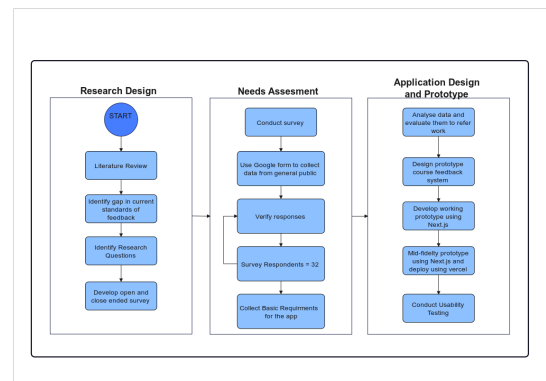 Research Design
START
Literature Review
Identify gap in current
standards of
feedback
Identify Research
Questions
Develop open and
close ended survey
Needs Assesment
Conduct survey
Use Google form to collect
data from general public
Verify responses
Survey Respondents = 32
Collect Basic Requirments
for the app
Application Design
and Prototype
Analyse data and
evaluate them to refer
work
Design prototype
course feedback
system
Develop working
prototype using
Next.js
Mid-fidelty prototype
using Next.js and
deploy using vercel
Conduct Usability
Testing